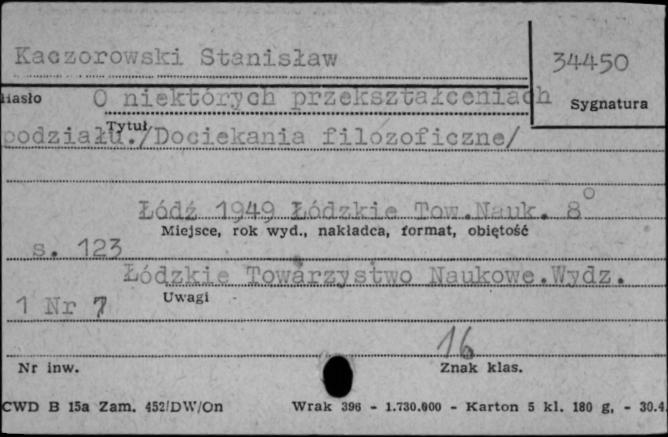 Kaczorowski Stanisław
34450
Hasło
O niektórych przekształceniach
Sygnatura
podziału./Dociekania filozoficzne/
Tytuł
Łódź 1949 Łódzkie Tow.Nauk. 8°
Miejsce, rok wyd., nakładca, format, objętość
s. 123
Łódzkie Towarzystwo Naukowe.Wydz.
Uwagi
1 Nr 7
16
Nr inw.
Znak klas.
CWD B 15a Zam. 452/DW/On
Wrak 396 - 1.730.000 - Karton 5 kl. 180 g, - 30.4